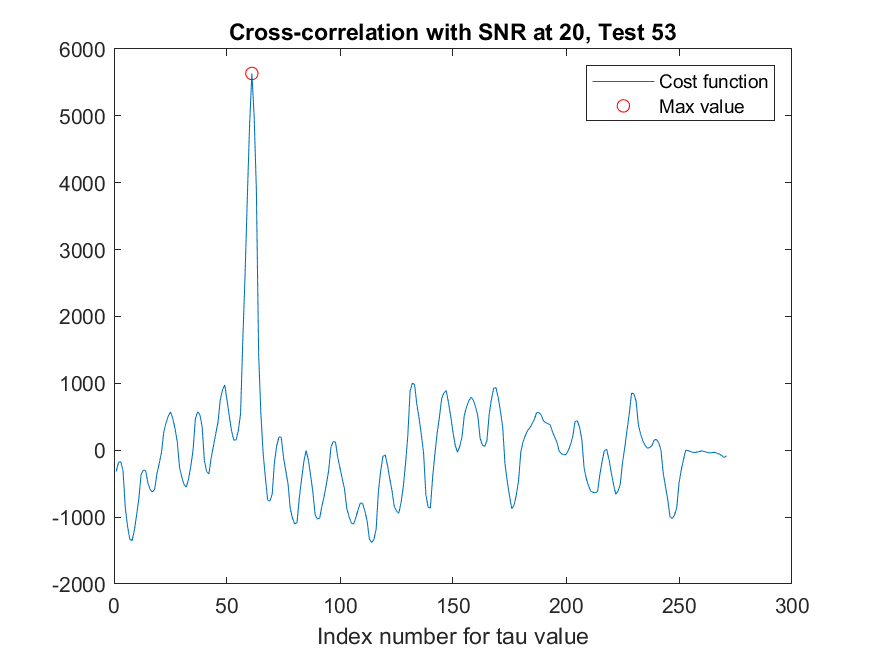 Cross-correlation with SNR at 20, Test 53
6000
5000
4000
3000
2000
1000
0
-1000
-2000
Cost function
Max value
0 50 100 150 200 250 300
Index number for tau value